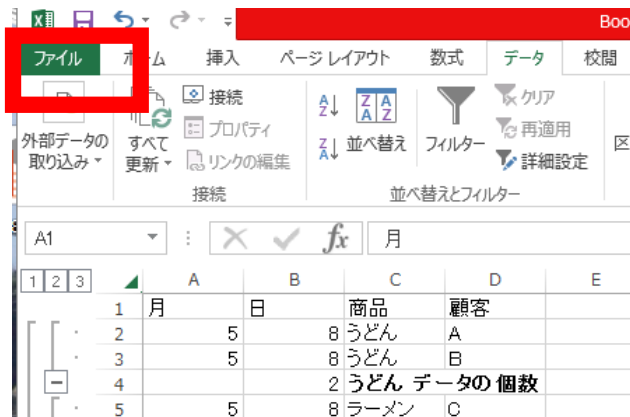 Boo
ファイル ホーム 挿入 ページ レイアウト 数式 データ 校閲
外部データの取り込み
すべて更新
接続
プロパティ
リンクの編集
接続
並べ替え
フィルター
クリア
再適用
詳細設定
並べ替えとフィルター
A1 fx 月
1 2 3 A B C D E
1 月 日 商品 顧客
2 5 8 うどん A
3 5 8 うどん B
4 2 うどん データの個数
5 5 8 ラーメン C